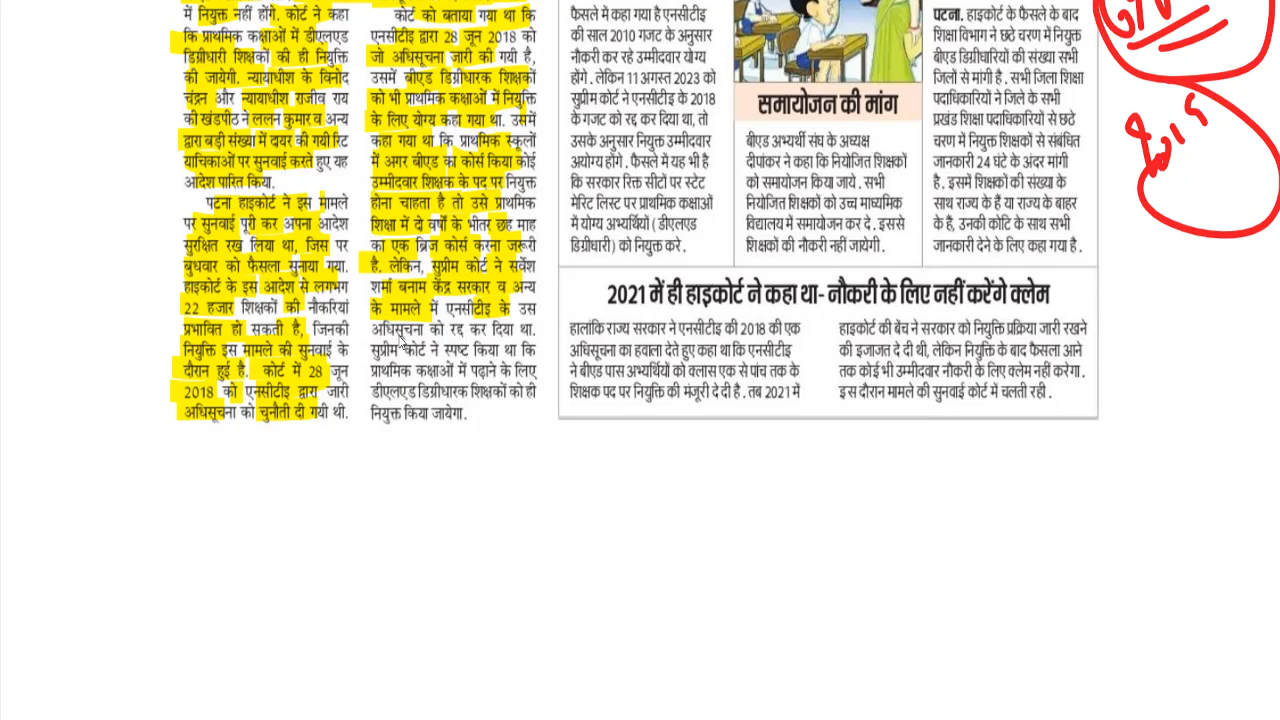 में नियुक्त नहीं होंगे. कोर्ट ने कहा
कि प्राथमिक कक्षाओं में डीएलएड
डिग्रीधारी शिक्षकों की ही नियुक्ति
की जायेगी. न्यायाधीश के विनोद
चंद्रन और न्यायाधीश राजीव राय
की खंडपीठ ने ललन कुमार व अन्य
द्वारा बड़ी संख्या में दायर की गयी रिट
याचिकाओं पर सुनवाई करते हुए यह
आदेश पारित किया.
पटना हाइकोर्ट ने इस मामले
पर सुनवाई पूरी कर अपना आदेश
सुरक्षित रख लिया था, जिस पर
बुधवार को फैसला सुनाया गया.
हाइकोर्ट के इस आदेश से लगभग
22 हजार शिक्षकों की नौकरियां
प्रभावित हो सकती है, जिनकी
नियुक्ति इस मामले की सुनवाई के
दौरान हुई है. कोर्ट में 28 जून
2018 को एनसीटीइ द्वारा जारी
अधिसूचना को चुनौती दी गयी थी.
कोर्ट को बताया गया था कि
एनसीटीइ द्वारा 28 जून 2018 को
जो अधिसूचना जारी की गयी है,
उसमें बीएड डिग्रीधारक शिक्षकों
को भी प्राथमिक कक्षाओं में नियुक्ति
के लिए योग्य कहा गया था. उसमें
कहा गया था कि प्राथमिक स्कूलों
में अगर बीएड का कोर्स किया कोई
उम्मीदवार शिक्षक के पद पर नियुक्त
होना चाहता है तो उसे प्राथमिक
शिक्षा में दो वर्षों के भीतर छह माह
का एक ब्रिज कोर्स करना जरूरी
है. लेकिन, सुप्रीम कोर्ट ने सर्वेश
शर्मा बनाम केंद्र सरकार व अन्य
के मामले में एनसीटीइ के उस
अधिसूचना को रद्द कर दिया था.
सुप्रीम कोर्ट ने स्पष्ट किया था कि
प्राथमिक कक्षाओं में पढ़ाने के लिए
डीएलएड डिग्रीधारक शिक्षकों को ही
नियुक्त किया जायेगा.
फैसले में कहा गया है एनसीटीइ
की साल 2010 गजट के अनुसार
नौकरी कर रहे उम्मीदवार योग्य
होंगे. लेकिन 11 अगस्त 2023 को
सुप्रीम कोर्ट ने एनसीटीइ के 2018
के गजट को रद्द कर दिया था, तो
उसके अनुसार नियुक्त उम्मीदवार
अयोग्य होंगे. फैसले में यह भी है
कि सरकार रिक्त सीटों पर स्टेट
मेरिट लिस्ट पर प्राथमिक कक्षाओं
में योग्य अभ्यर्थियों ( डीएलएड
डिग्रीधारी) को नियुक्त करे .
समायोजन की मांग
बीएड अभ्यर्थी संघ के अध्यक्ष
दीपांकर ने कहा कि नियोजित शिक्षकों
को समायोजन किया जाये . सभी
नियोजित शिक्षकों को उच्च माध्यमिक
विद्यालय में समायोजन कर दे . इससे
शिक्षकों की नौकरी नहीं जायेगी .
पटना. हाइकोर्ट के फैसले के बाद
शिक्षा विभाग ने छठे चरण में नियुक्त
बीएड डिग्रीधारियों की संख्या सभी
जिलों से मांगी है . सभी जिला शिक्षा
पदाधिकारियों ने जिले के सभी
प्रखंड शिक्षा पदाधिकारियों से छठे
चरण में नियुक्त शिक्षकों से संबंधित
जानकारी 24 घंटे के अंदर मांगी
है . इसमें शिक्षकों की संख्या के
साथ राज्य के हैं या राज्य के बाहर
के हैं, उनकी कोटि के साथ सभी
जानकारी देने के लिए कहा गया है .
2021 में ही हाइकोर्ट ने कहा था- नौकरी के लिए नहीं करेंगे क्लेम
हालांकि राज्य सरकार ने एनसीटीइ की 2018 की एक
अधिसूचना का हवाला देते हुए कहा था कि एनसीटीइ
ने बीएड पास अभ्यर्थियों को क्लास एक से पांच तक के
शिक्षक पद पर नियुक्ति की मंजूरी दे दी है . तब 2021 में
हाइकोर्ट की बेंच ने सरकार को नियुक्ति प्रक्रिया जारी रखने
की इजाजत दे दी थी, लेकिन नियुक्ति के बाद फैसला आने
तक कोई भी उम्मीदवार नौकरी के लिए क्लेम नहीं करेगा .
इस दौरान मामले की सुनवाई कोर्ट में चलती रही .